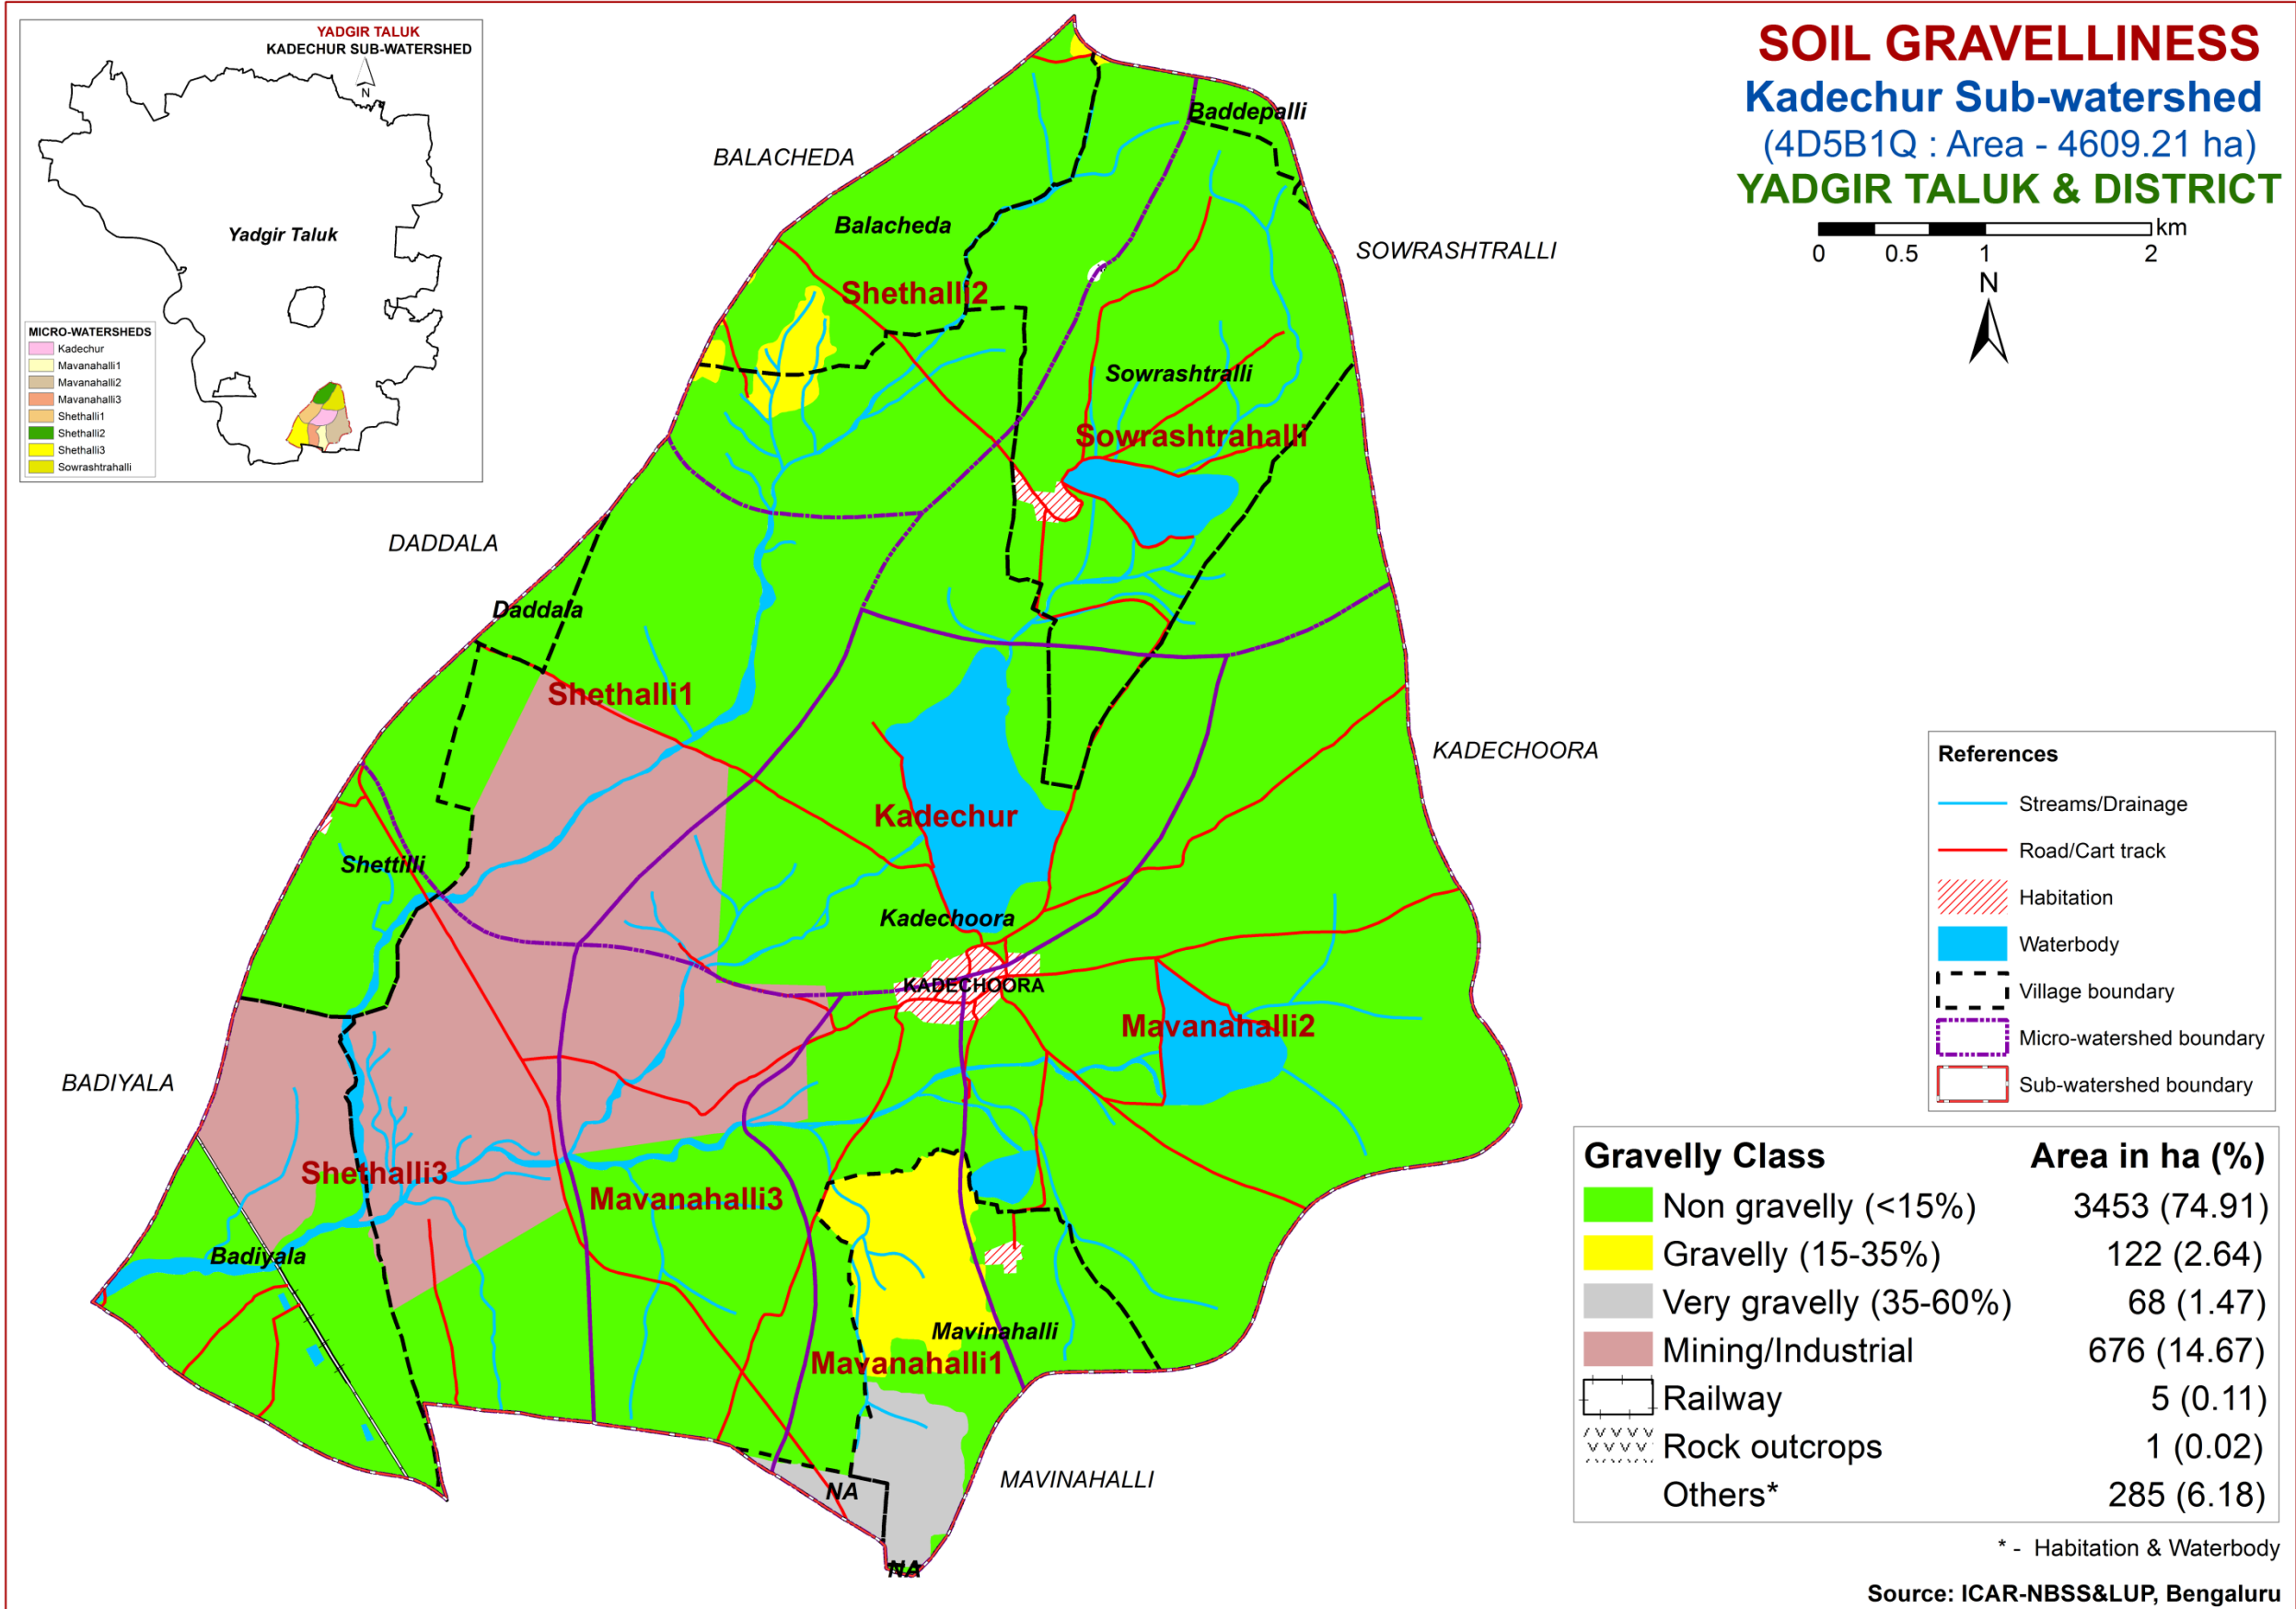 YADGIR TALUK
KADECHUR SUB-WATERSHED
N
Yadgir Taluk
MICRO-WATERSHEDS
Kadechur
Mavanahalli1
Mavanahalli2
Mavanahalli3
Shethalli1
Shethalli2
Shethalli3
Sowrashtrahalli
SOIL GRAVELLINESS
Kadechur Sub-watershed
(4D5B1Q : Area - 4609.21 ha)
YADGIR TALUK & DISTRICT
km
0 0.5 1 2
N
Baddepalli
BALACHEDA
Balacheda
SOWRASHTRALLI
Shethalli2
Sowrashtralli
Sowrashtrahalli
DADDALA
Daddala
Shethalli1
KADECHOORA
Kadechur
Shettilli
Kadechoora
KADECHOORA
Mavanahalli2
BADIYALA
Shethalli3
Mavanahalli3
Badiyala
Mavinahalli
Mavanahalli1
MAVINAHALLI
NA
NA
References
Streams/Drainage
Road/Cart track
Habitation
Waterbody
Village boundary
Micro-watershed boundary
Sub-watershed boundary
Gravelly Class Area in ha (%)
Non gravelly (<15%) 3453 (74.91)
Gravelly (15-35%) 122 (2.64)
Very gravelly (35-60%) 68 (1.47)
Mining/Industrial 676 (14.67)
Railway 5 (0.11)
Rock outcrops 1 (0.02)
Others* 285 (6.18)
* - Habitation & Waterbody
Source: ICAR-NBSS&LUP, Bengaluru